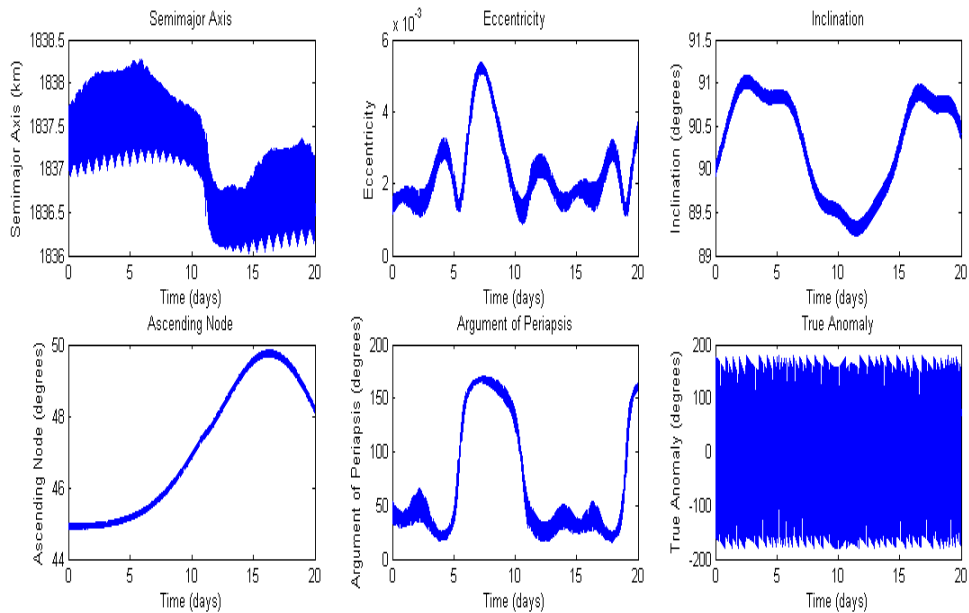 Semimajor Axis
1838.5
1838
1837.5
1837
1836.5
1836
Semimajor Axis (km)
0 5 10 15 20
Time (days)
Eccentricity
x 10^-3
6
4
2
0
Eccentricity
0 5 10 15 20
Time (days)
Inclination
91.5
91
90.5
90
89.5
89
Inclination (degrees)
0 5 10 15 20
Time (days)
Ascending Node
50
48
46
44
Ascending Node (degrees)
0 5 10 15 20
Time (days)
Argument of Periapsis
200
150
100
50
0
Argument of Periapsis (degrees)
0 5 10 15 20
Time (days)
True Anomaly
200
100
0
-100
-200
True Anomaly (degrees)
0 5 10 15 20
Time (days)